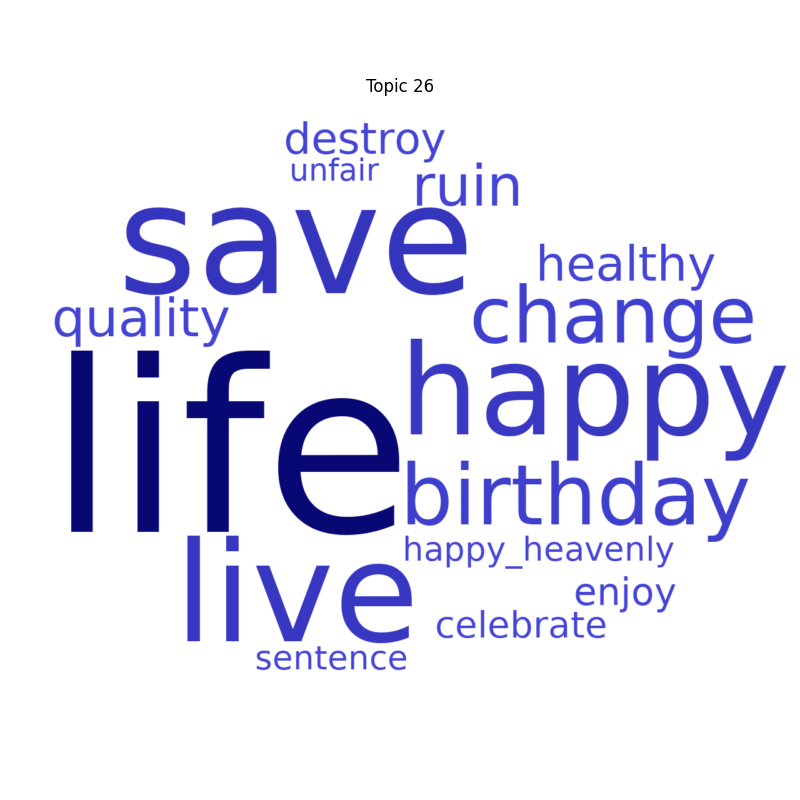 Topic 26
destroy
unfair
ruin
save
healthy
change
quality
happy
life
birthday
happy_heavenly
live
enjoy
celebrate
sentence